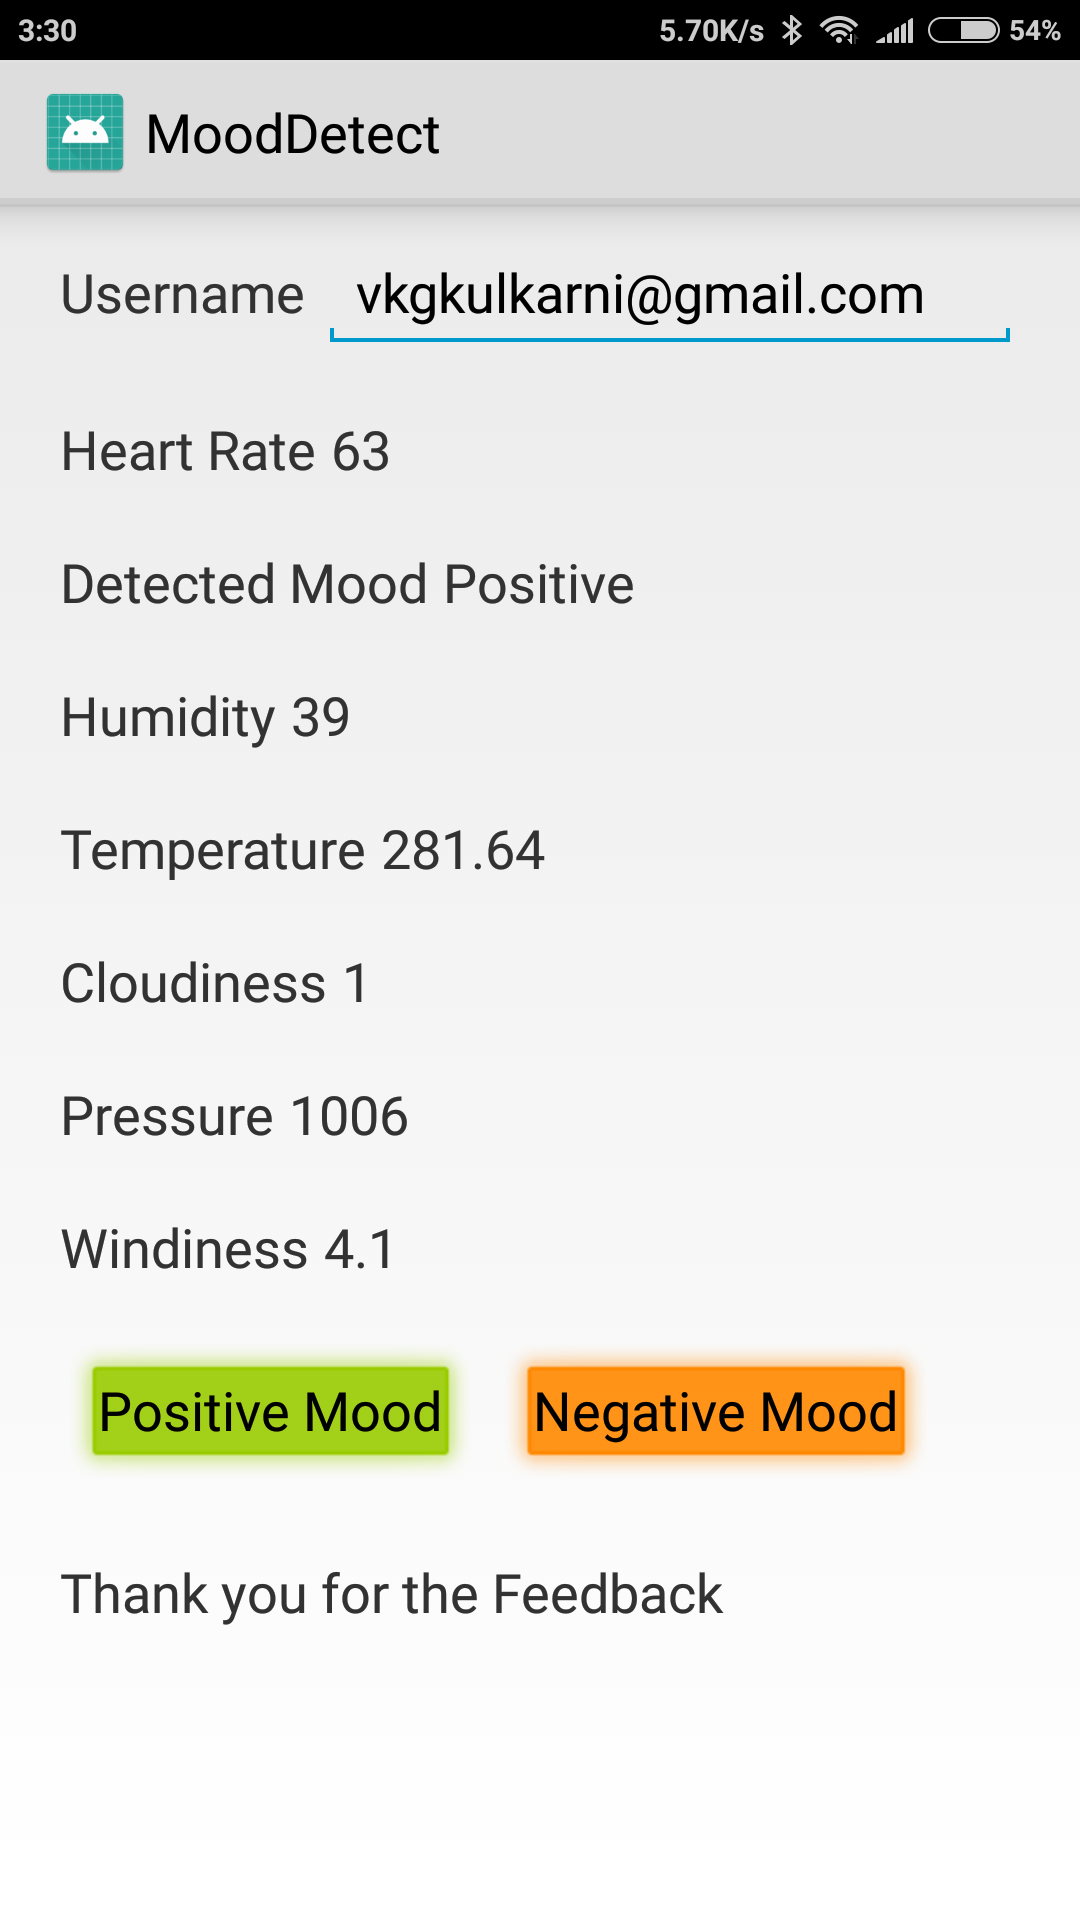 3:30 5.70K/s 54%
MoodDetect
Username vkgkulkarni@gmail.com
Heart Rate 63
Detected Mood Positive
Humidity 39
Temperature 281.64
Cloudiness 1
Pressure 1006
Windiness 4.1
Positive Mood Negative Mood
Thank you for the Feedback